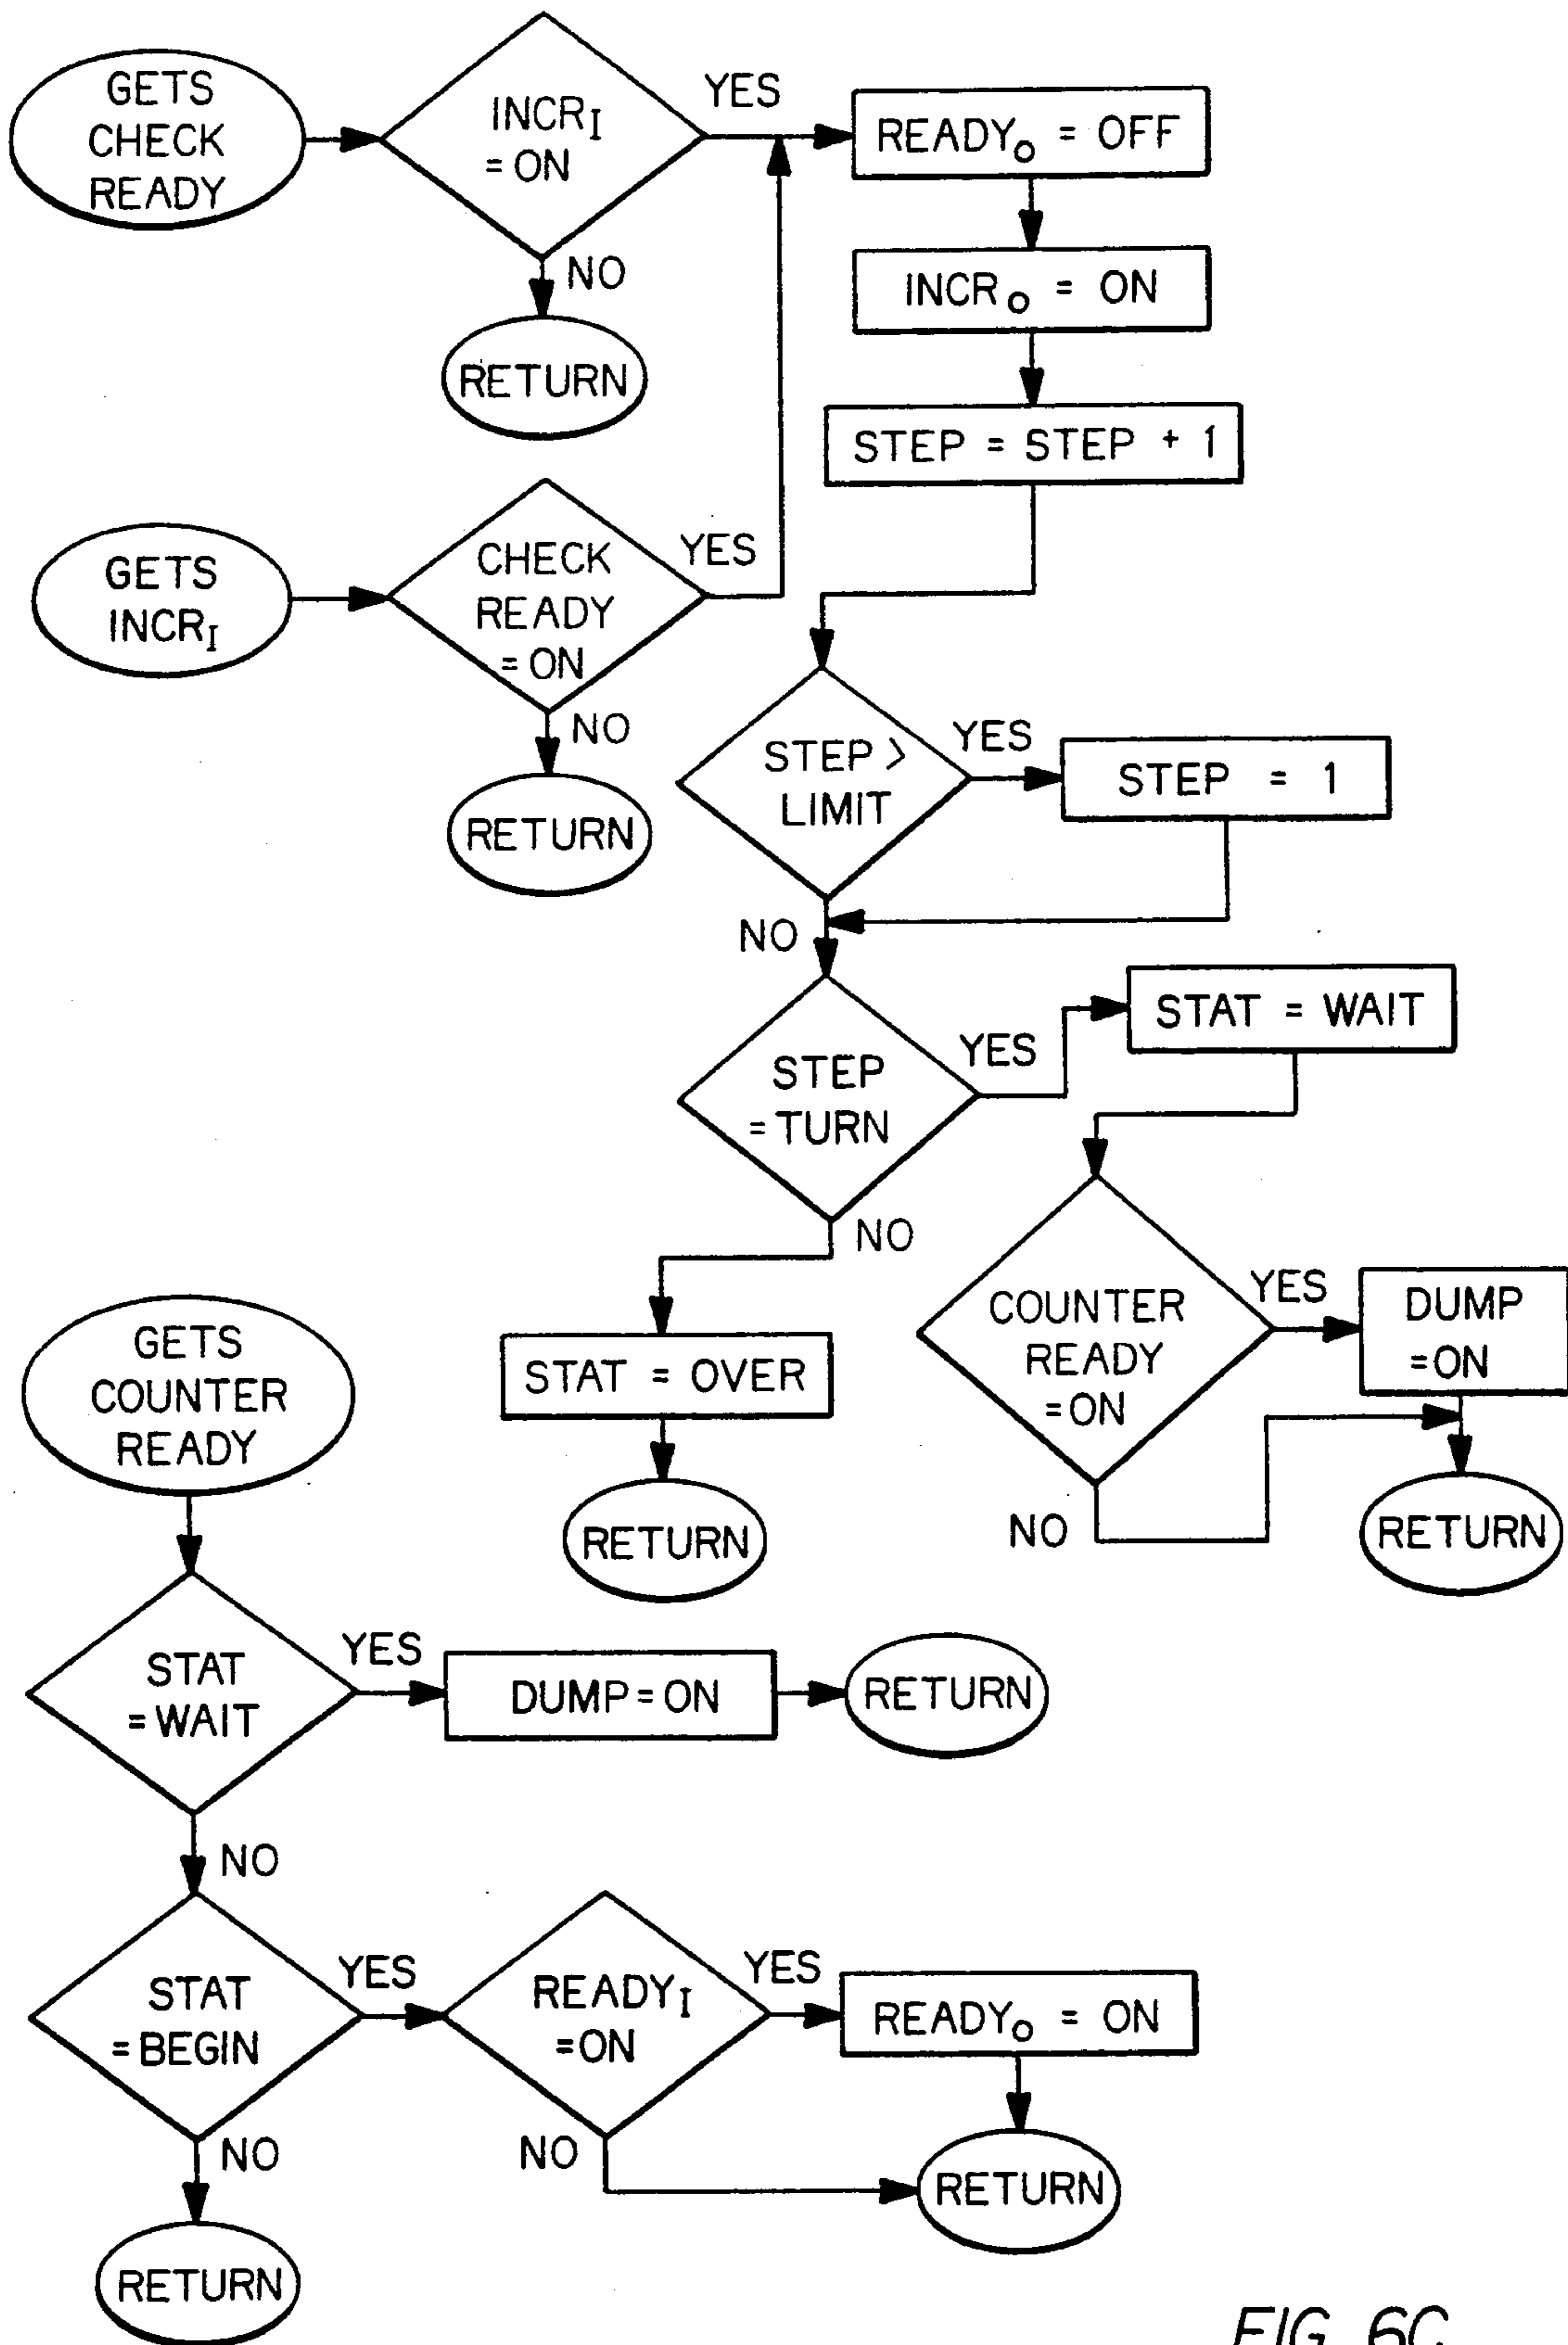 GETS
CHECK
READY
INCRI
= ON
YES
READYO = OFF
NO
INCRO = ON
RETURN
STEP = STEP + 1
GETS
INCRI
CHECK
READY
= ON
YES
NO
RETURN
STEP >
LIMIT
YES
STEP = 1
NO
STEP
= TURN
YES
STAT = WAIT
NO
COUNTER
READY
=ON
YES
DUMP
=ON
NO
RETURN
STAT = OVER
RETURN
GETS
COUNTER
READY
STAT
=WAIT
YES
DUMP=ON
RETURN
NO
STAT
=BEGIN
YES
READYI
=ON
YES
READYO = ON
NO
RETURN
NO
RETURN
FIG. 6C